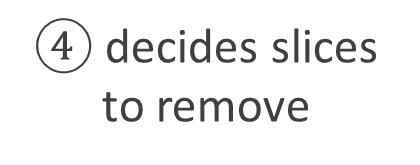 ④ decides slices
to remove